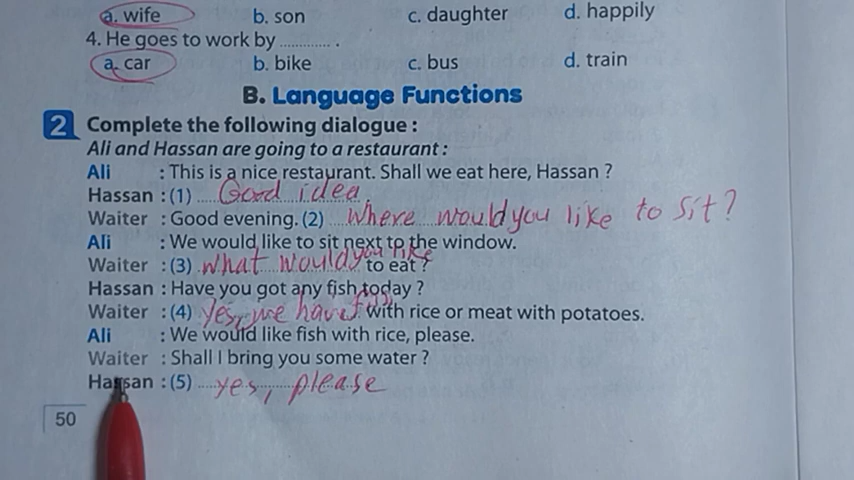 a. wife b. son c. daughter d. happily
4. He goes to work by ............ .
a. car b. bike c. bus d. train
B. Language Functions
2 Complete the following dialogue :
Ali and Hassan are going to a restaurant :
Ali : This is a nice restaurant. Shall we eat here, Hassan ?
Hassan : (1) Good idea.
Waiter : Good evening. (2) Where would you like to sit?
Ali : We would like to sit next to the window.
Waiter : (3) what would you like to eat ?
Hassan : Have you got any fish today ?
Waiter : (4) yes, we have fish with rice or meat with potatoes.
Ali : We would like fish with rice, please.
Waiter : Shall I bring you some water ?
Hassan : (5) yes, please
50